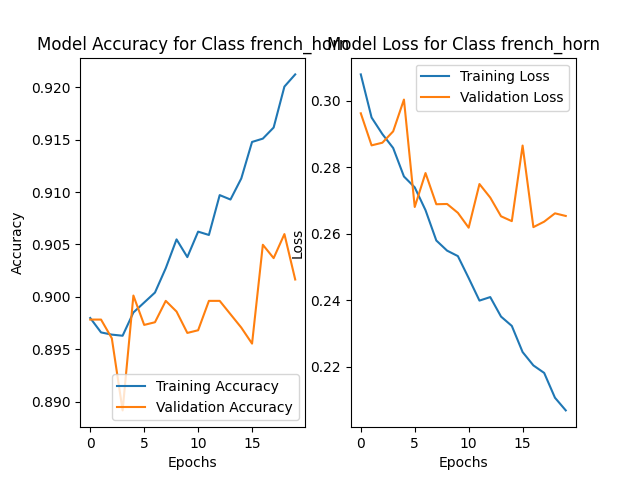 Model Accuracy for Class french_horn
Model Loss for Class french_horn
0.920
0.915
0.910
0.905
0.900
0.895
0.890
Accuracy
Training Accuracy
Validation Accuracy
0 5 10 15
Epochs
0.30
0.28
0.26
0.24
0.22
Loss
Training Loss
Validation Loss
0 5 10 15
Epochs